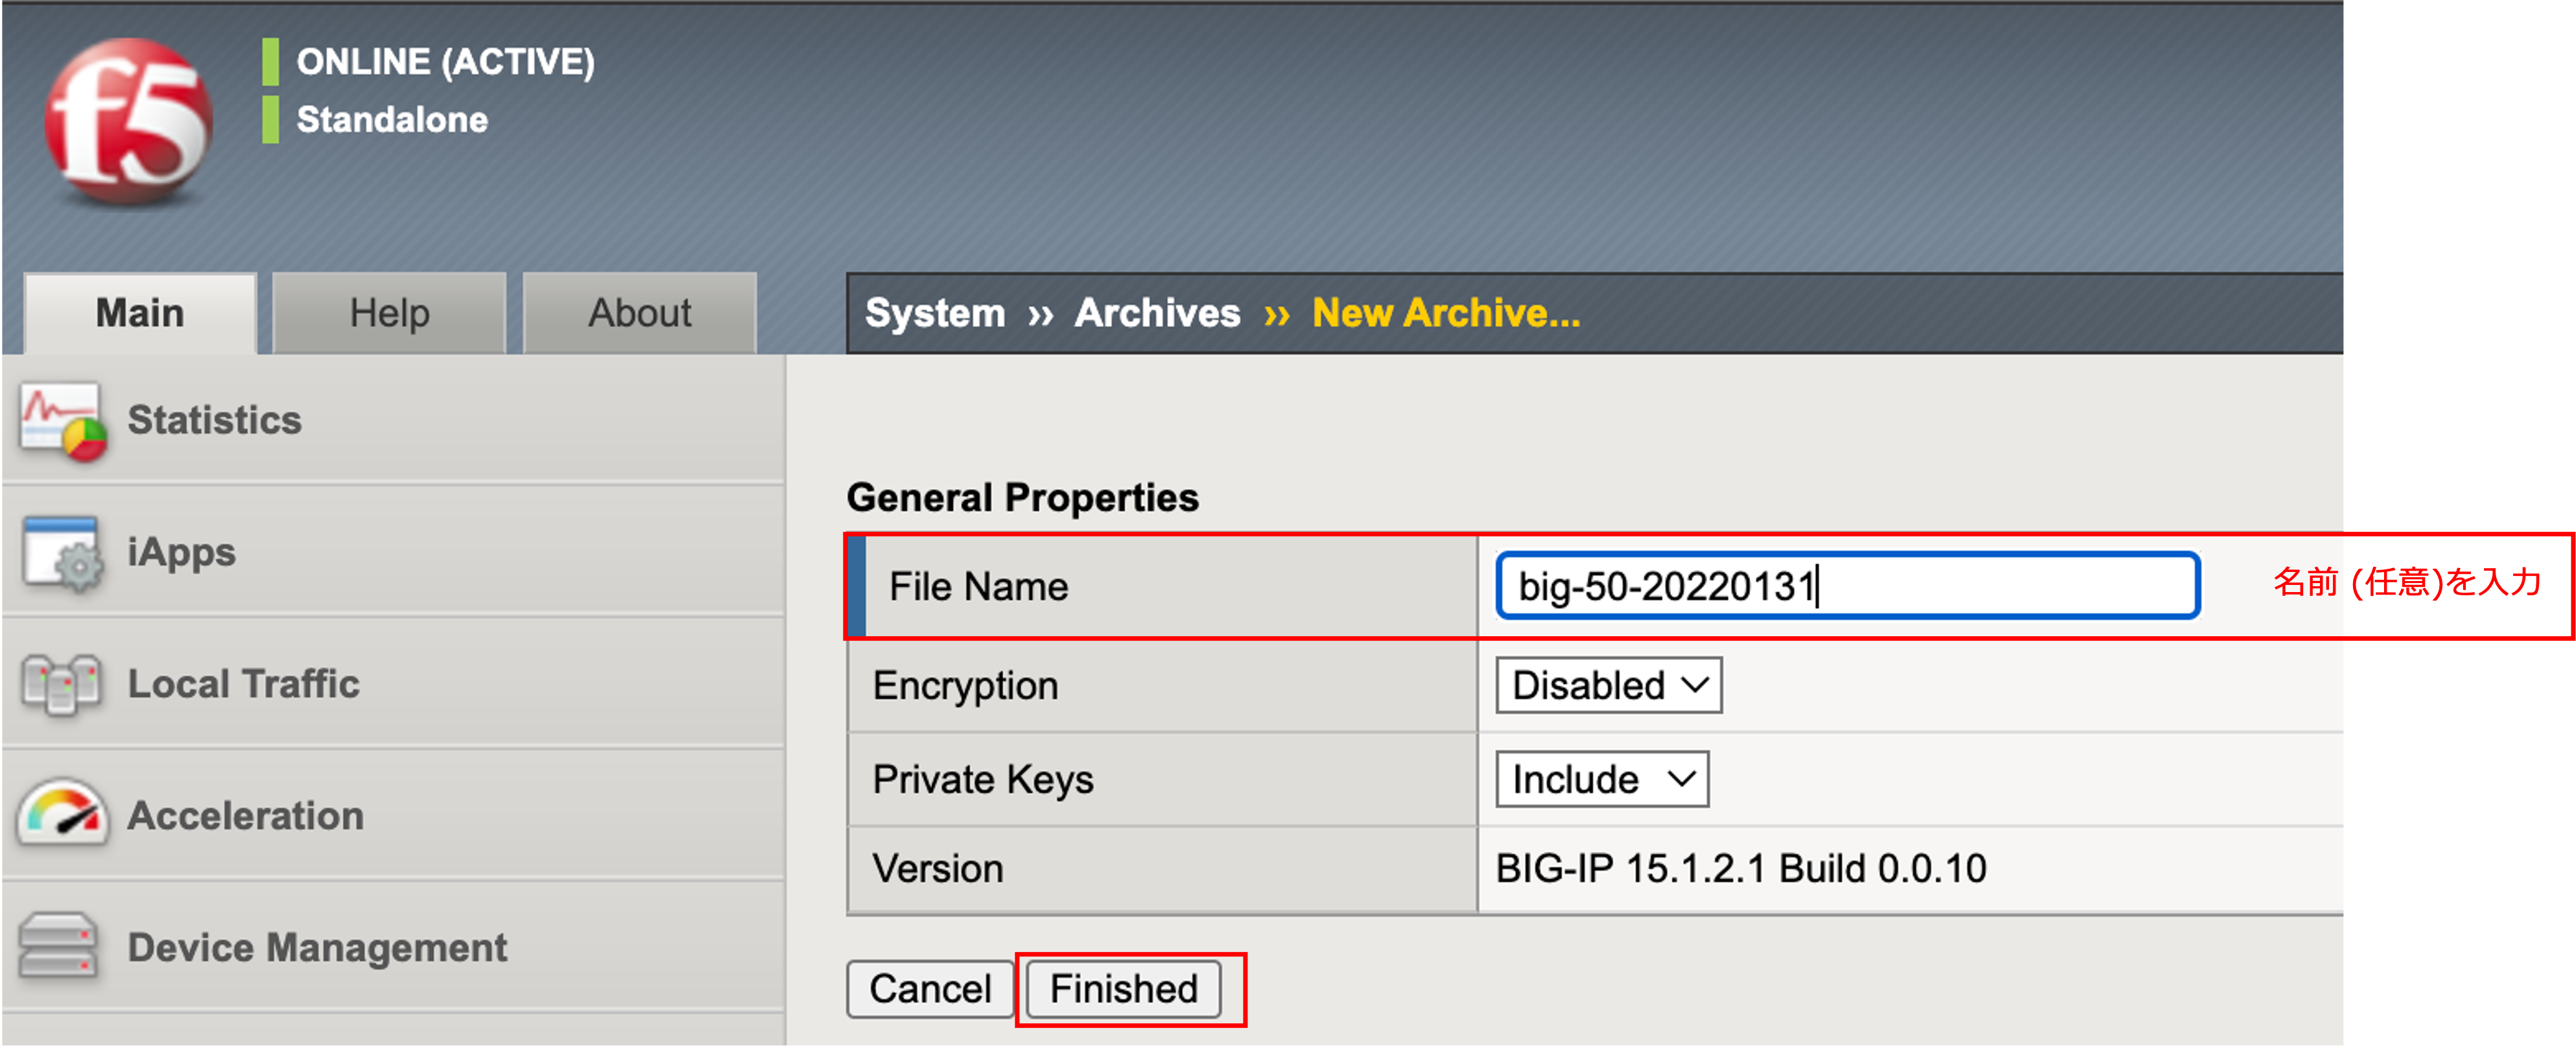 f5
ONLINE (ACTIVE)
Standalone
Main
Help
About
System ›› Archives ›› New Archive...
Statistics
iApps
Local Traffic
Acceleration
Device Management
General Properties
File Name
big-50-20220131
名前 (任意)を入力
Encryption
Disabled
Private Keys
Include
Version
BIG-IP 15.1.2.1 Build 0.0.10
Cancel
Finished